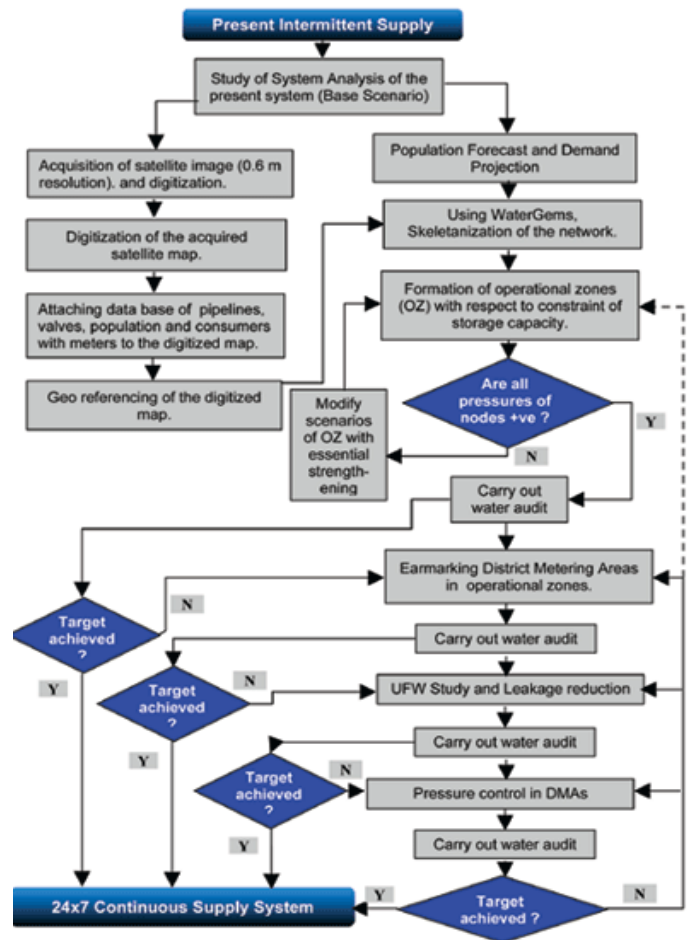 Present Intermittent Supply
Study of System Analysis of the
present system (Base Scenario)
Acquisition of satellite image (0.6 m
resolution). and digitization.
Population Forecast and Demand
Projection
Digitization of the acquired
satellite map.
Using WaterGems,
Skeletanization of the network.
Attaching data base of pipelines,
valves, population and consumers
with meters to the digitized map.
Formation of operational zones
(OZ) with respect to constraint of
storage capacity.
Geo referencing of the digitized
map.
Modify
scenarios
of OZ with
essential
strength-
ening
Are all
pressures of
nodes +ve ?
Y
N
Carry out
water audit
Earmarking District Metering Areas
in operational zones.
Target
achieved
?
N
Y
Carry out water audit
Target
achieved
?
N
Y
UFW Study and Leakage reduction
Carry out water audit
Target
achieved
?
N
Y
Pressure control in DMAs
Carry out water audit
Target
achieved ?
Y
N
24x7 Continuous Supply System